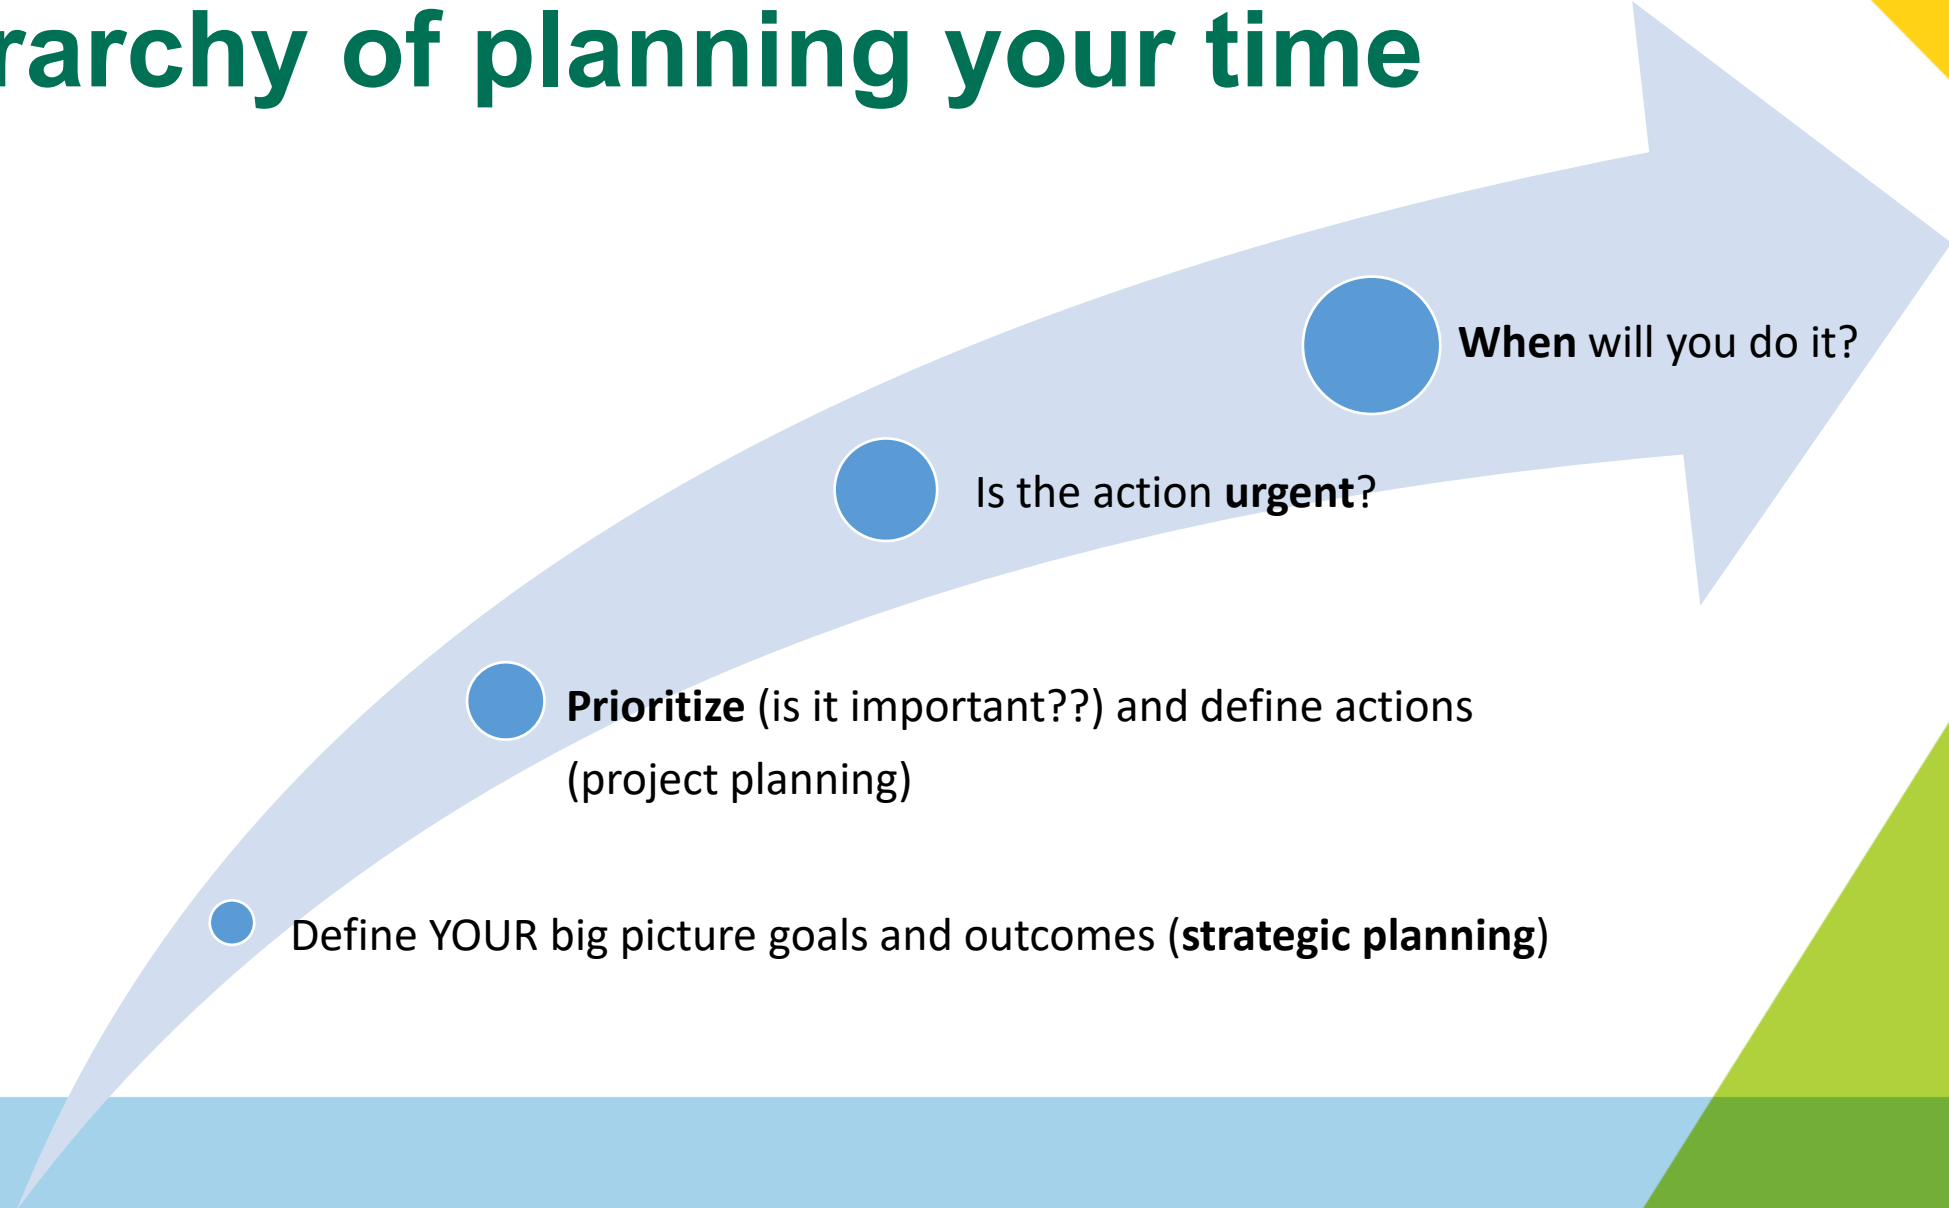 rarchy of planning your time
When will you do it?
Is the action urgent?
Prioritize (is it important??) and define actions
(project planning)
Define YOUR big picture goals and outcomes (strategic planning)